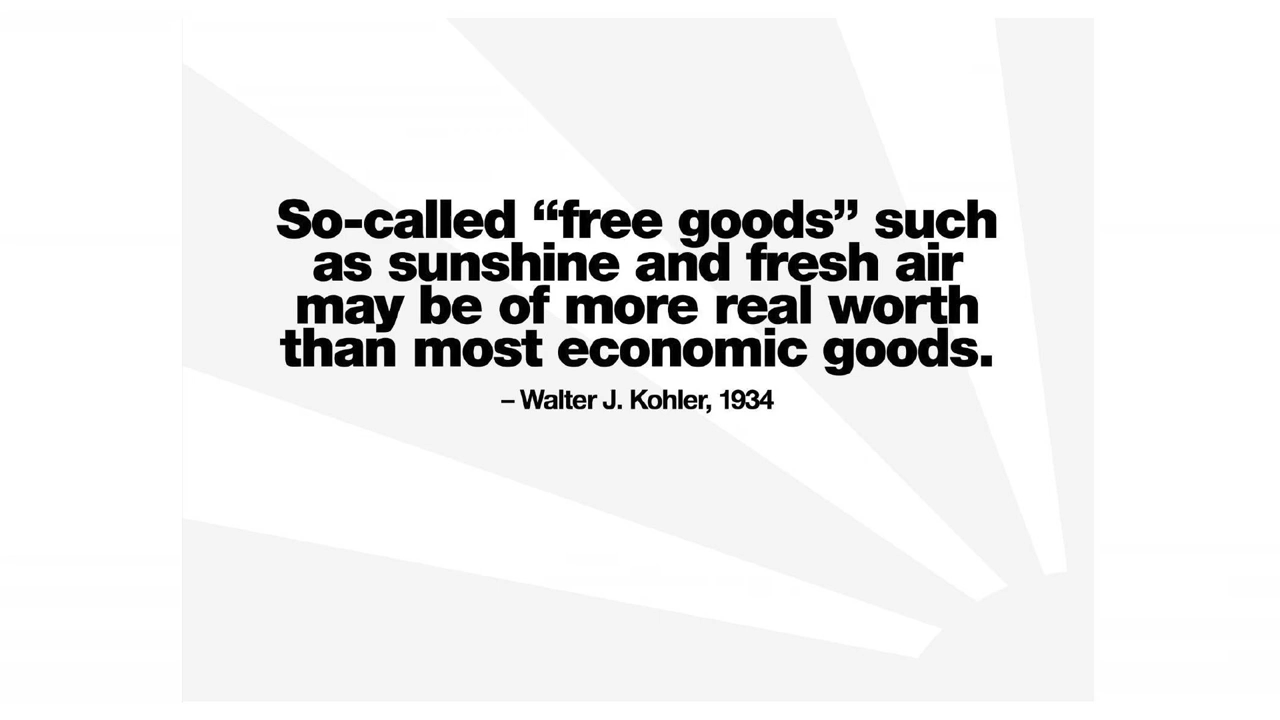 So-called “free goods” such
as sunshine and fresh air
may be of more real worth
than most economic goods.
– Walter J. Kohler, 1934